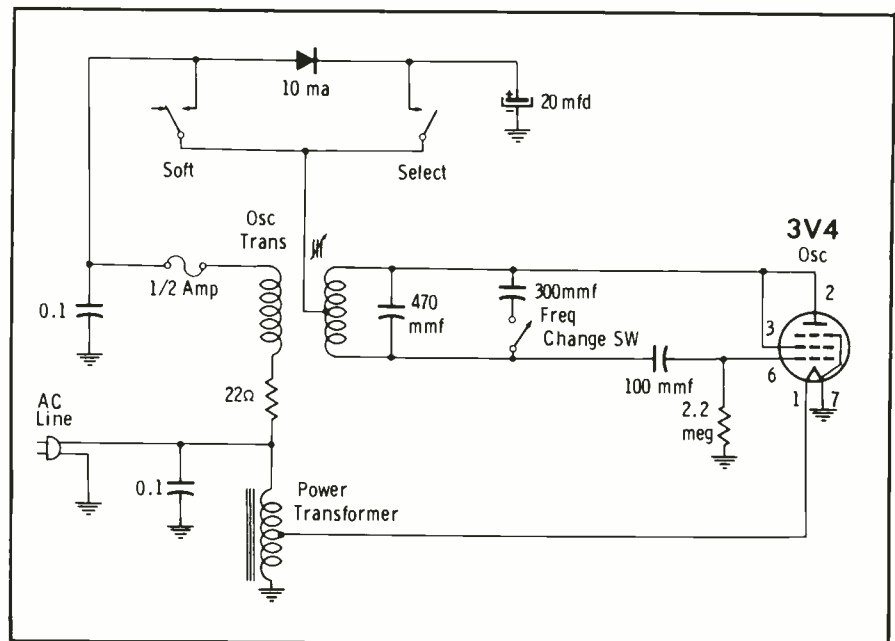 10 ma
20 mfd
Soft
Select
Osc
Trans
3V4
Osc
1/2 Amp
0.1
470
mmf
300mmf
Freq
Change SW
2
3
6
1
7
100 mmf
22Ω
2.2
meg
AC
Line
0.1
Power
Transformer